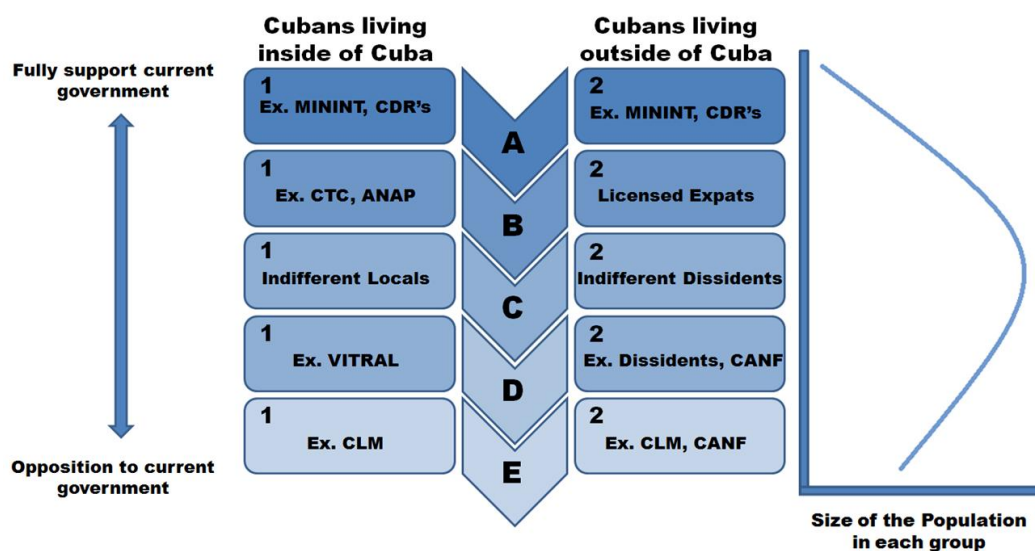 Cubans living
inside of Cuba
Cubans living
outside of Cuba
Fully support current
government
1
Ex. MININT, CDR's
A
2
Ex. MININT, CDR's
1
Ex. CTC, ANAP
B
2
Licensed Expats
1
Indifferent Locals
C
2
Indifferent Dissidents
1
Ex. VITRAL
D
2
Ex. Dissidents, CANF
1
Ex. CLM
E
2
Ex. CLM, CANF
Opposition to current
government
Size of the Population
in each group